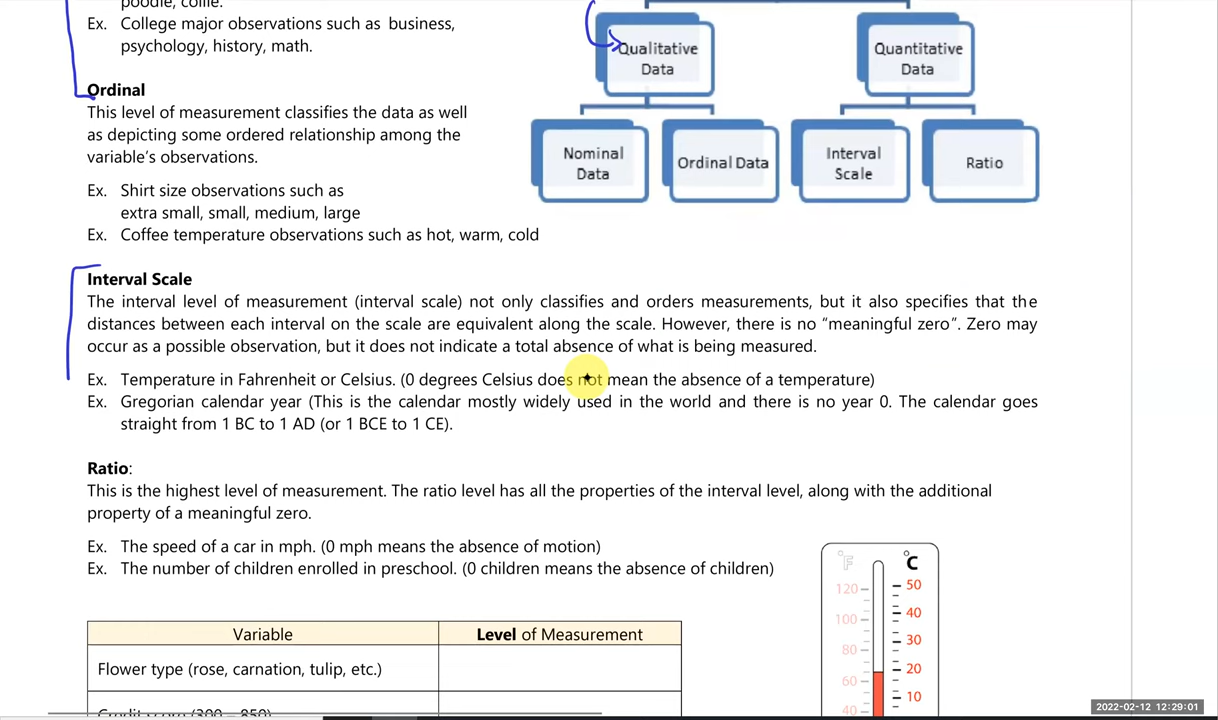 poodle, collie.
Ex. College major observations such as business,
psychology, history, math.
Qualitative
Data
Quantitative
Data
Ordinal
This level of measurement classifies the data as well
as depicting some ordered relationship among the
variable's observations.
Nominal
Data
Ordinal Data
Interval
Scale
Ratio
Ex. Shirt size observations such as
extra small, small, medium, large
Ex. Coffee temperature observations such as hot, warm, cold
Interval Scale
The interval level of measurement (interval scale) not only classifies and orders measurements, but it also specifies that the
distances between each interval on the scale are equivalent along the scale. However, there is no “meaningful zero”. Zero may
occur as a possible observation, but it does not indicate a total absence of what is being measured.
Ex. Temperature in Fahrenheit or Celsius. (0 degrees Celsius does not mean the absence of a temperature)
Ex. Gregorian calendar year (This is the calendar mostly widely used in the world and there is no year 0. The calendar goes
straight from 1 BC to 1 AD (or 1 BCE to 1 CE).
Ratio:
This is the highest level of measurement. The ratio level has all the properties of the interval level, along with the additional
property of a meaningful zero.
Ex. The speed of a car in mph. (0 mph means the absence of motion)
Ex. The number of children enrolled in preschool. (0 children means the absence of children)
°F °C
120 50
100 40
80 30
60 20
40 10
Variable Level of Measurement
Flower type (rose, carnation, tulip, etc.)
Credit score (300 – 850)
2022-02-12 12:29:01